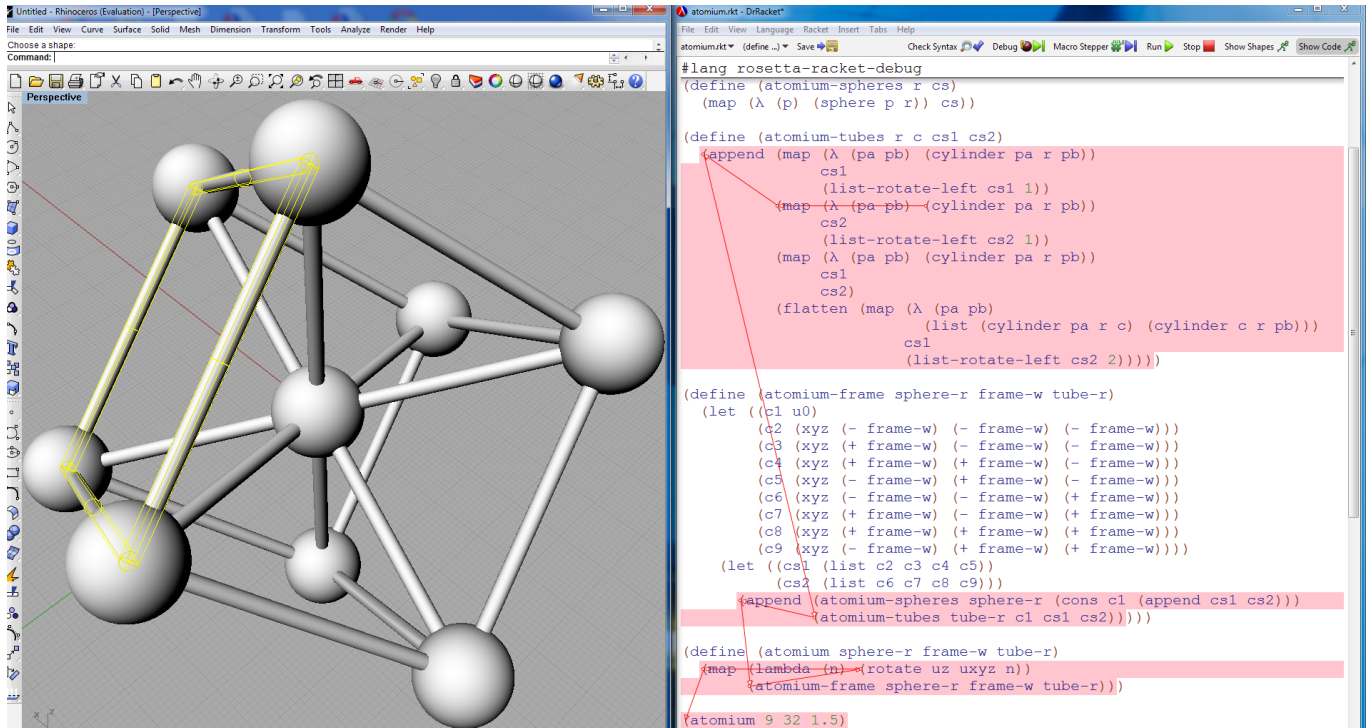 Untitled - Rhinoceros (Evaluation) - [Perspective]
File Edit View Curve Surface Solid Mesh Dimension Transform Tools Analyze Render Help
Choose a shape:
Command:
Perspective
x z
atomium.rkt - DrRacket*
File Edit View Language Racket Insert Tabs Help
atomium.rkt (define ...) Save Check Syntax Debug Macro Stepper Run Stop Show Shapes Show Code
#lang rosetta-racket-debug
(define (atomium-spheres r cs)
  (map (λ (p) (sphere p r)) cs))
(define (atomium-tubes r c cs1 cs2)
  (append (map (λ (pa pb) (cylinder pa r pb))
               cs1
               (list-rotate-left cs1 1))
          (map (λ (pa pb) (cylinder pa r pb))
               cs2
               (list-rotate-left cs2 1))
          (map (λ (pa pb) (cylinder pa r pb))
               cs1
               cs2)
          (flatten (map (λ (pa pb)
                          (list (cylinder pa r c) (cylinder c r pb)))
                        cs1
                        (list-rotate-left cs2 2)))))
(define (atomium-frame sphere-r frame-w tube-r)
  (let ((c1 u0)
        (c2 (xyz (- frame-w) (- frame-w) (- frame-w)))
        (c3 (xyz (+ frame-w) (- frame-w) (- frame-w)))
        (c4 (xyz (+ frame-w) (+ frame-w) (- frame-w)))
        (c5 (xyz (- frame-w) (+ frame-w) (- frame-w)))
        (c6 (xyz (- frame-w) (- frame-w) (+ frame-w)))
        (c7 (xyz (+ frame-w) (- frame-w) (+ frame-w)))
        (c8 (xyz (+ frame-w) (+ frame-w) (+ frame-w)))
        (c9 (xyz (- frame-w) (+ frame-w) (+ frame-w))))
    (let ((cs1 (list c2 c3 c4 c5))
          (cs2 (list c6 c7 c8 c9)))
      (append (atomium-spheres sphere-r (cons c1 (append cs1 cs2)))
              (atomium-tubes tube-r c1 cs1 cs2)))))
(define (atomium sphere-r frame-w tube-r)
  (map (lambda (n) (rotate uz uxyz n))
       (atomium-frame sphere-r frame-w tube-r)))
(atomium 9 32 1.5)